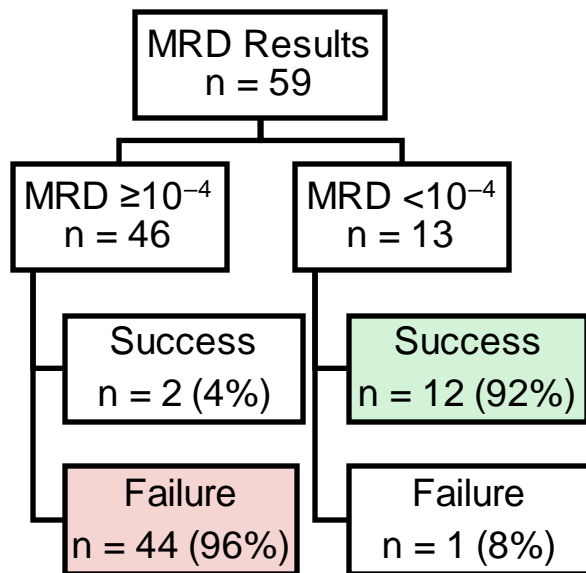 MRD Results
n = 59
MRD ≥10⁻⁴
n = 46
MRD <10⁻⁴
n = 13
Success
n = 2 (4%)
Success
n = 12 (92%)
Failure
n = 44 (96%)
Failure
n = 1 (8%)